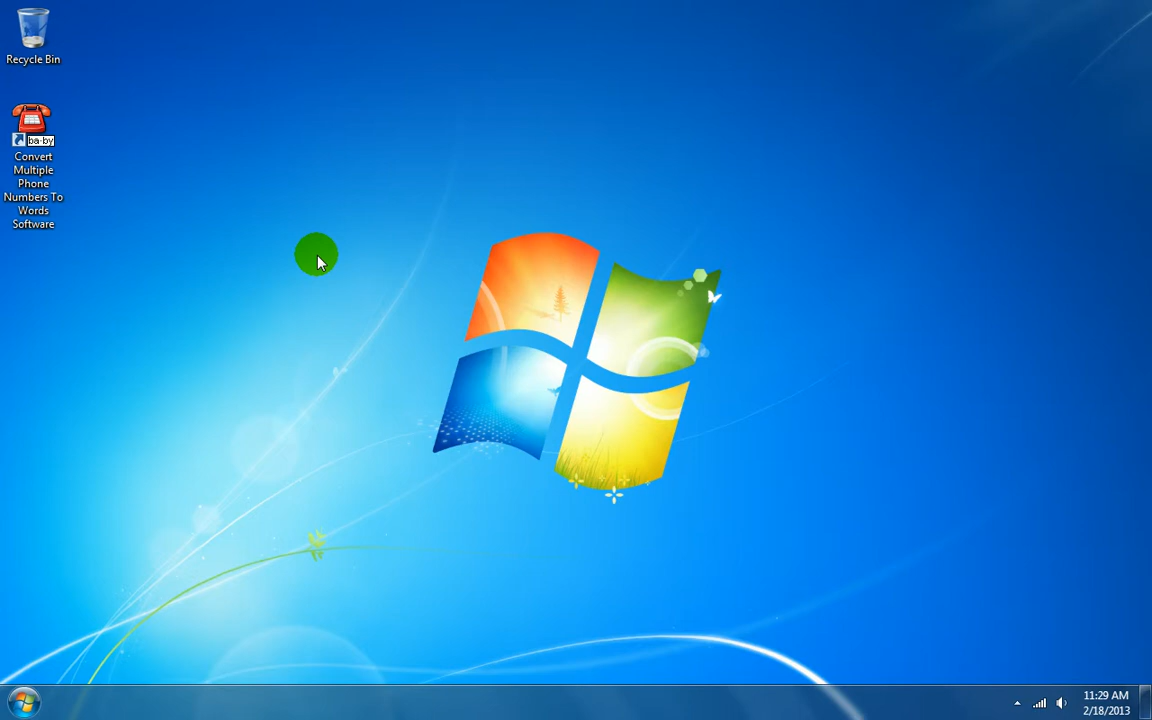 Recycle Bin
ba-by
Convert
Multiple
Phone
Numbers To
Words
Software
11:29 AM
2/18/2013